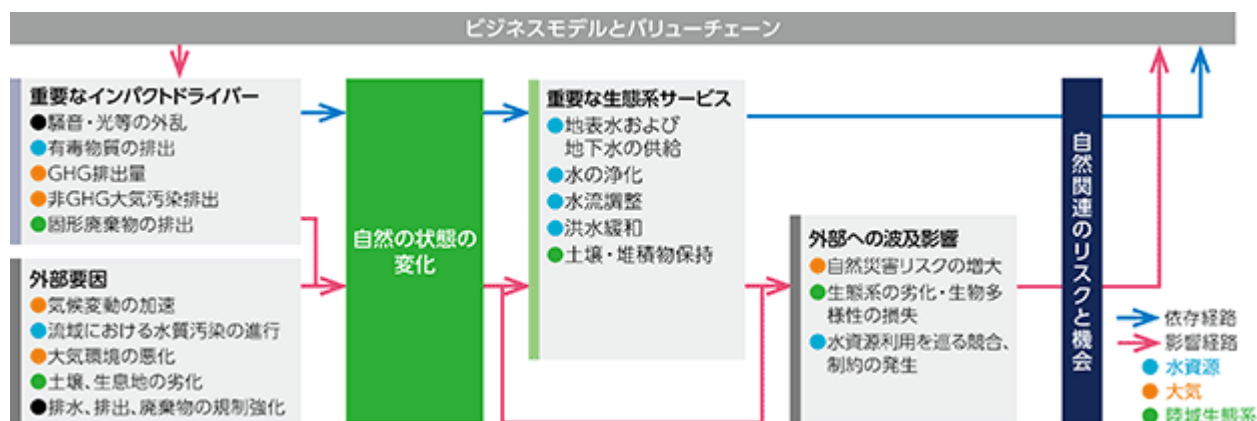 ビジネスモデルとバリューチェーン
重要なインパクトドライバー
●騒音・光等の外乱
●有毒物質の排出
●GHG排出量
●非GHG大気汚染排出
●固形廃棄物の排出
外部要因
●気候変動の加速
●流域における水質汚染の進行
●大気環境の悪化
●土壌、生息地の劣化
●排水、排出、廃棄物の規制強化
自然の状態の
変化
重要な生態系サービス
●地表水および
地下水の供給
●水の浄化
●水流調整
●洪水緩和
●土壌・堆積物保持
外部への波及影響
●自然災害リスクの増大
●生態系の劣化・生物多
様性の損失
●水資源利用を巡る競合、
制約の発生
自然関連のリスクと機会
依存経路
影響経路
●水資源
●大気
●陸域生態系